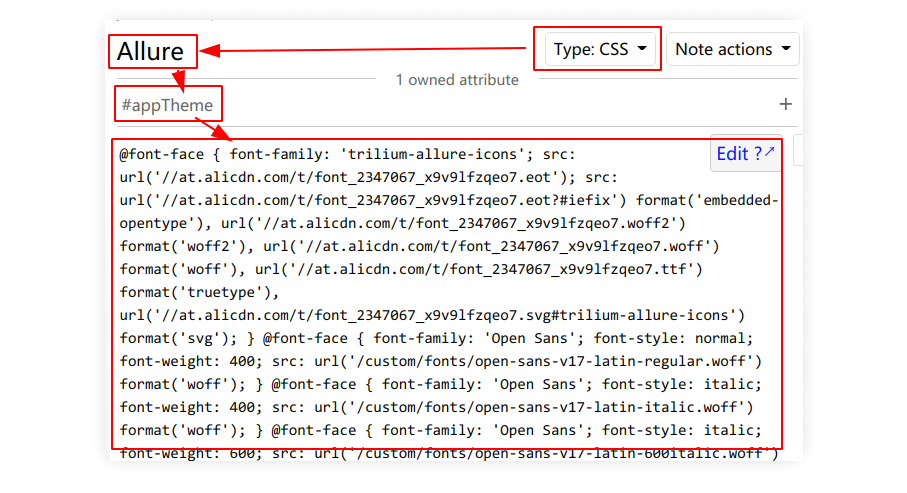 Allure
Type: CSS
Note actions
1 owned attribute
#appTheme
+
Edit ?↗
@font-face { font-family: 'trilium-allure-icons'; src:
url('//at.alicdn.com/t/font_2347067_x9v9lfzqeo7.eot'); src:
url('//at.alicdn.com/t/font_2347067_x9v9lfzqeo7.eot?#iefix') format('embedded-
opentype'), url('//at.alicdn.com/t/font_2347067_x9v9lfzqeo7.woff2')
format('woff2'), url('//at.alicdn.com/t/font_2347067_x9v9lfzqeo7.woff')
format('woff'), url('//at.alicdn.com/t/font_2347067_x9v9lfzqeo7.ttf')
format('truetype'),
url('//at.alicdn.com/t/font_2347067_x9v9lfzqeo7.svg#trilium-allure-icons')
format('svg'); } @font-face { font-family: 'Open Sans'; font-style: normal;
font-weight: 400; src: url('/custom/fonts/open-sans-v17-latin-regular.woff')
format('woff'); } @font-face { font-family: 'Open Sans'; font-style: italic;
font-weight: 400; src: url('/custom/fonts/open-sans-v17-latin-italic.woff')
format('woff'); } @font-face { font-family: 'Open Sans'; font-style: italic;
font-weight: 600; src: url('/custom/fonts/open-sans-v17-latin-600italic.woff')